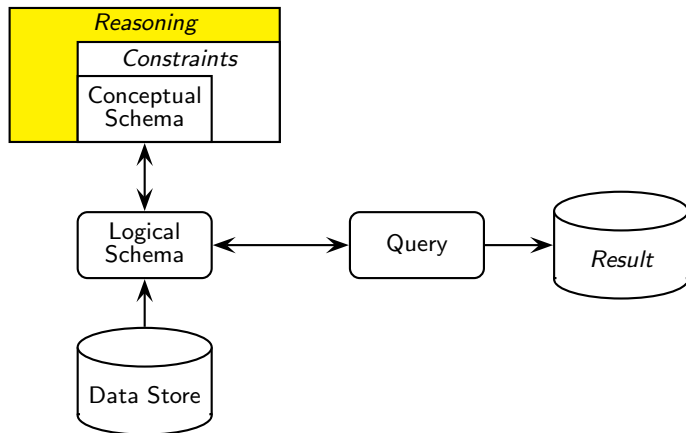 Reasoning
Constraints
Conceptual
Schema
Logical
Schema
Query
Result
Data Store